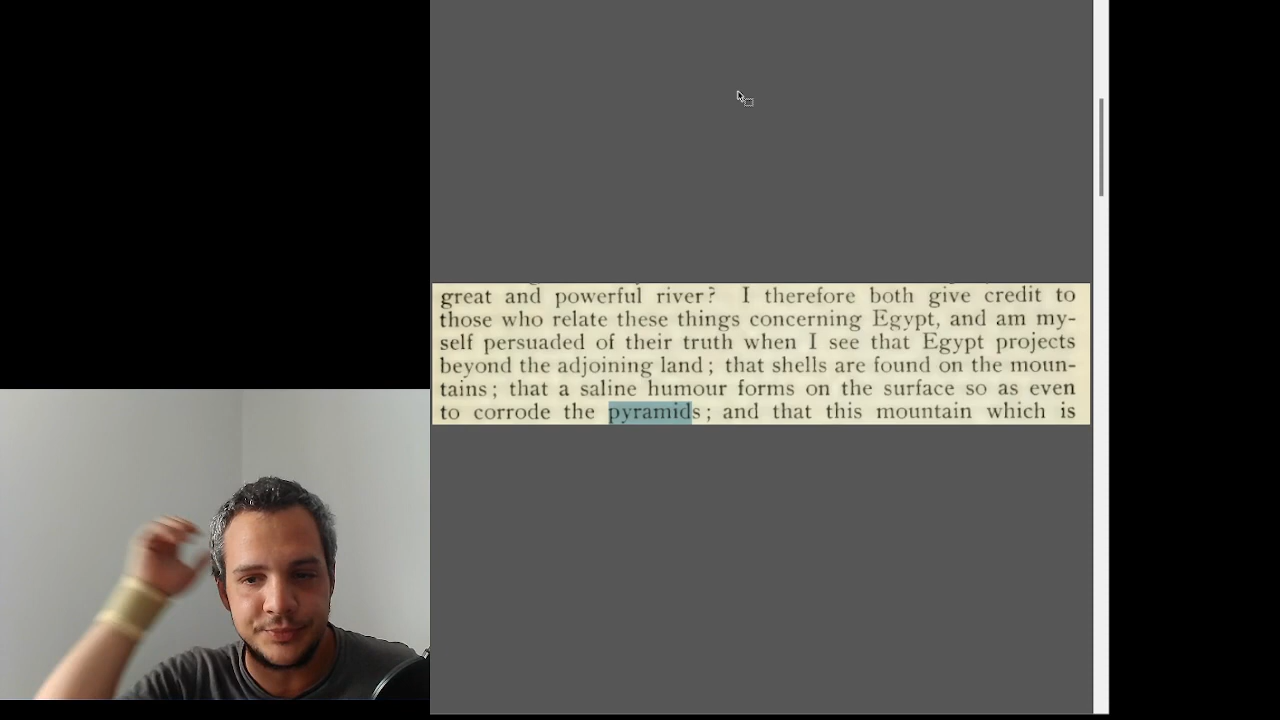 great and powerful river? I therefore both give credit to
those who relate these things concerning Egypt, and am my-
self persuaded of their truth when I see that Egypt projects
beyond the adjoining land; that shells are found on the moun-
tains; that a saline humour forms on the surface so as even
to corrode the pyramids; and that this mountain which is